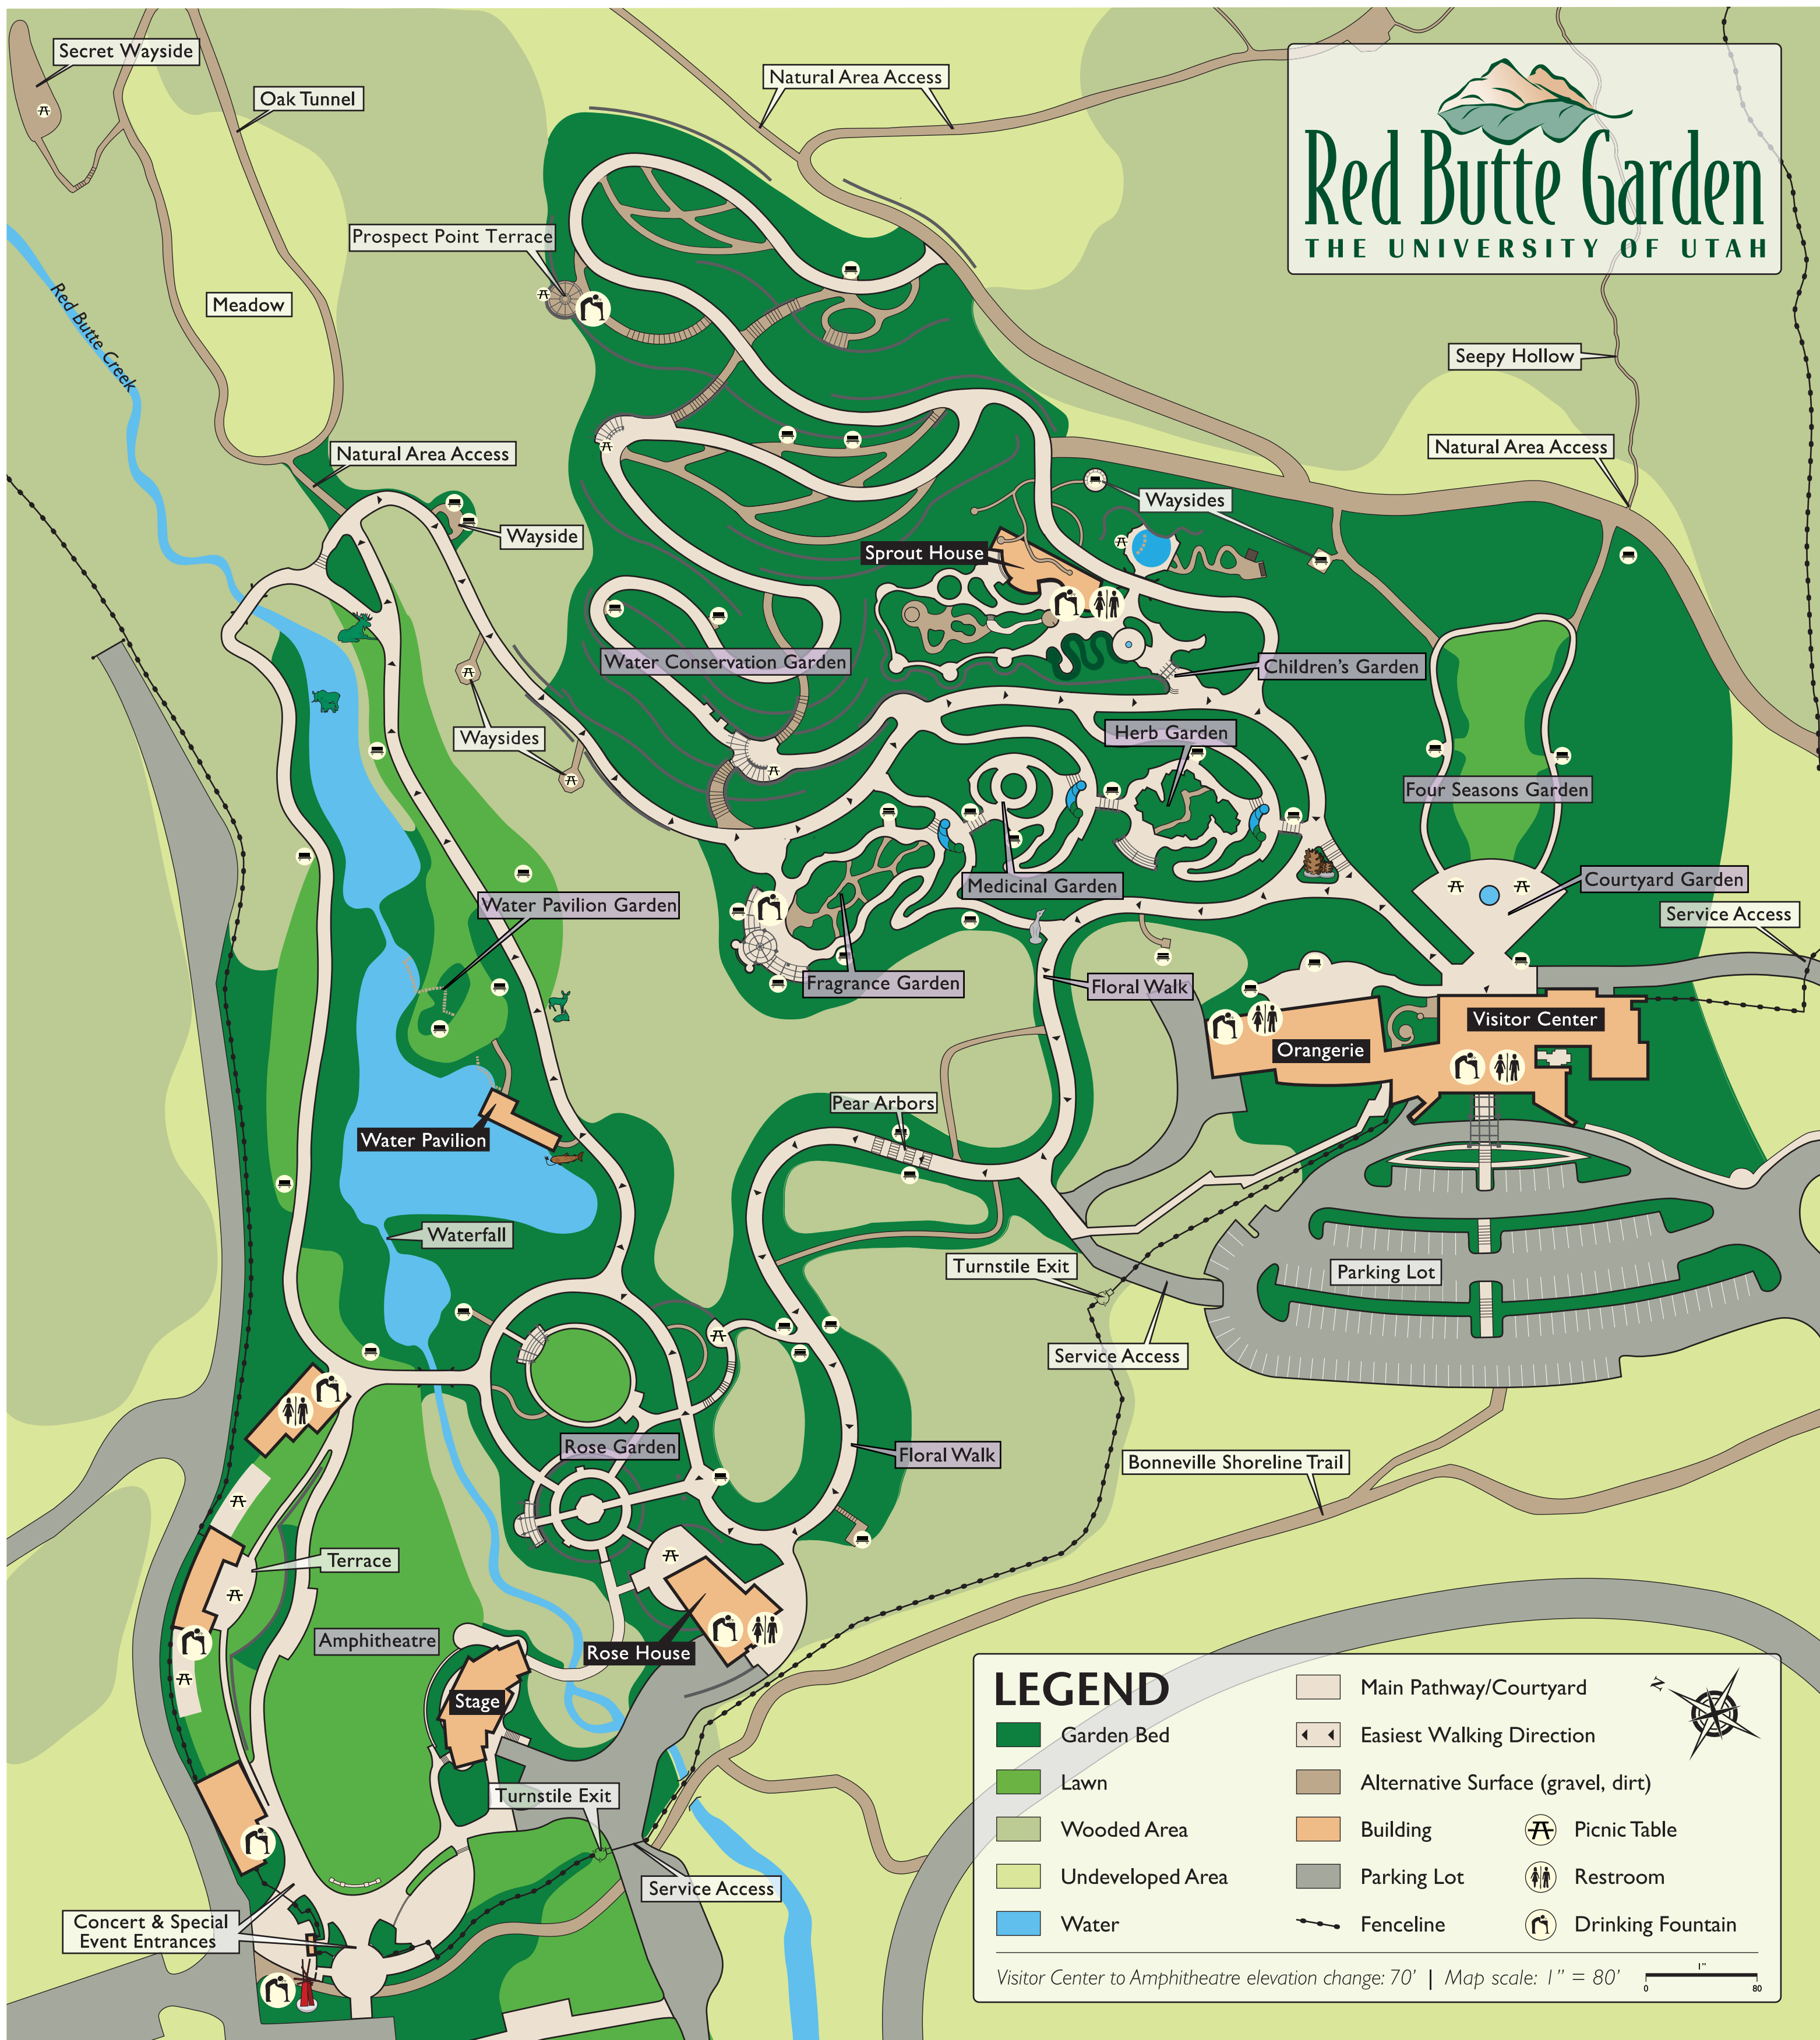 Secret Wayside
Oak Tunnel
Natural Area Access
Red Butte Garden
THE UNIVERSITY OF UTAH
Prospect Point Terrace
Meadow
Red Butte Creek
Seepy Hollow
Natural Area Access
Natural Area Access
Waysides
Wayside
Sprout House
Water Conservation Garden
Children's Garden
Waysides
Herb Garden
Four Seasons Garden
Medicinal Garden
Courtyard Garden
Water Pavilion Garden
Service Access
Fragrance Garden
Floral Walk
Visitor Center
Orangerie
Pear Arbors
Water Pavilion
Waterfall
Turnstile Exit
Parking Lot
Service Access
Rose Garden
Floral Walk
Bonneville Shoreline Trail
Terrace
Amphitheatre
Rose House
Stage
Turnstile Exit
Service Access
Concert & Special
Event Entrances
LEGEND
Garden Bed
Lawn
Wooded Area
Undeveloped Area
Water
Main Pathway/Courtyard
Easiest Walking Direction
Alternative Surface (gravel, dirt)
Building
Parking Lot
Fenceline
Picnic Table
Restroom
Drinking Fountain
N
Visitor Center to Amphitheatre elevation change: 70' | Map scale: 1" = 80'
1"
0 80